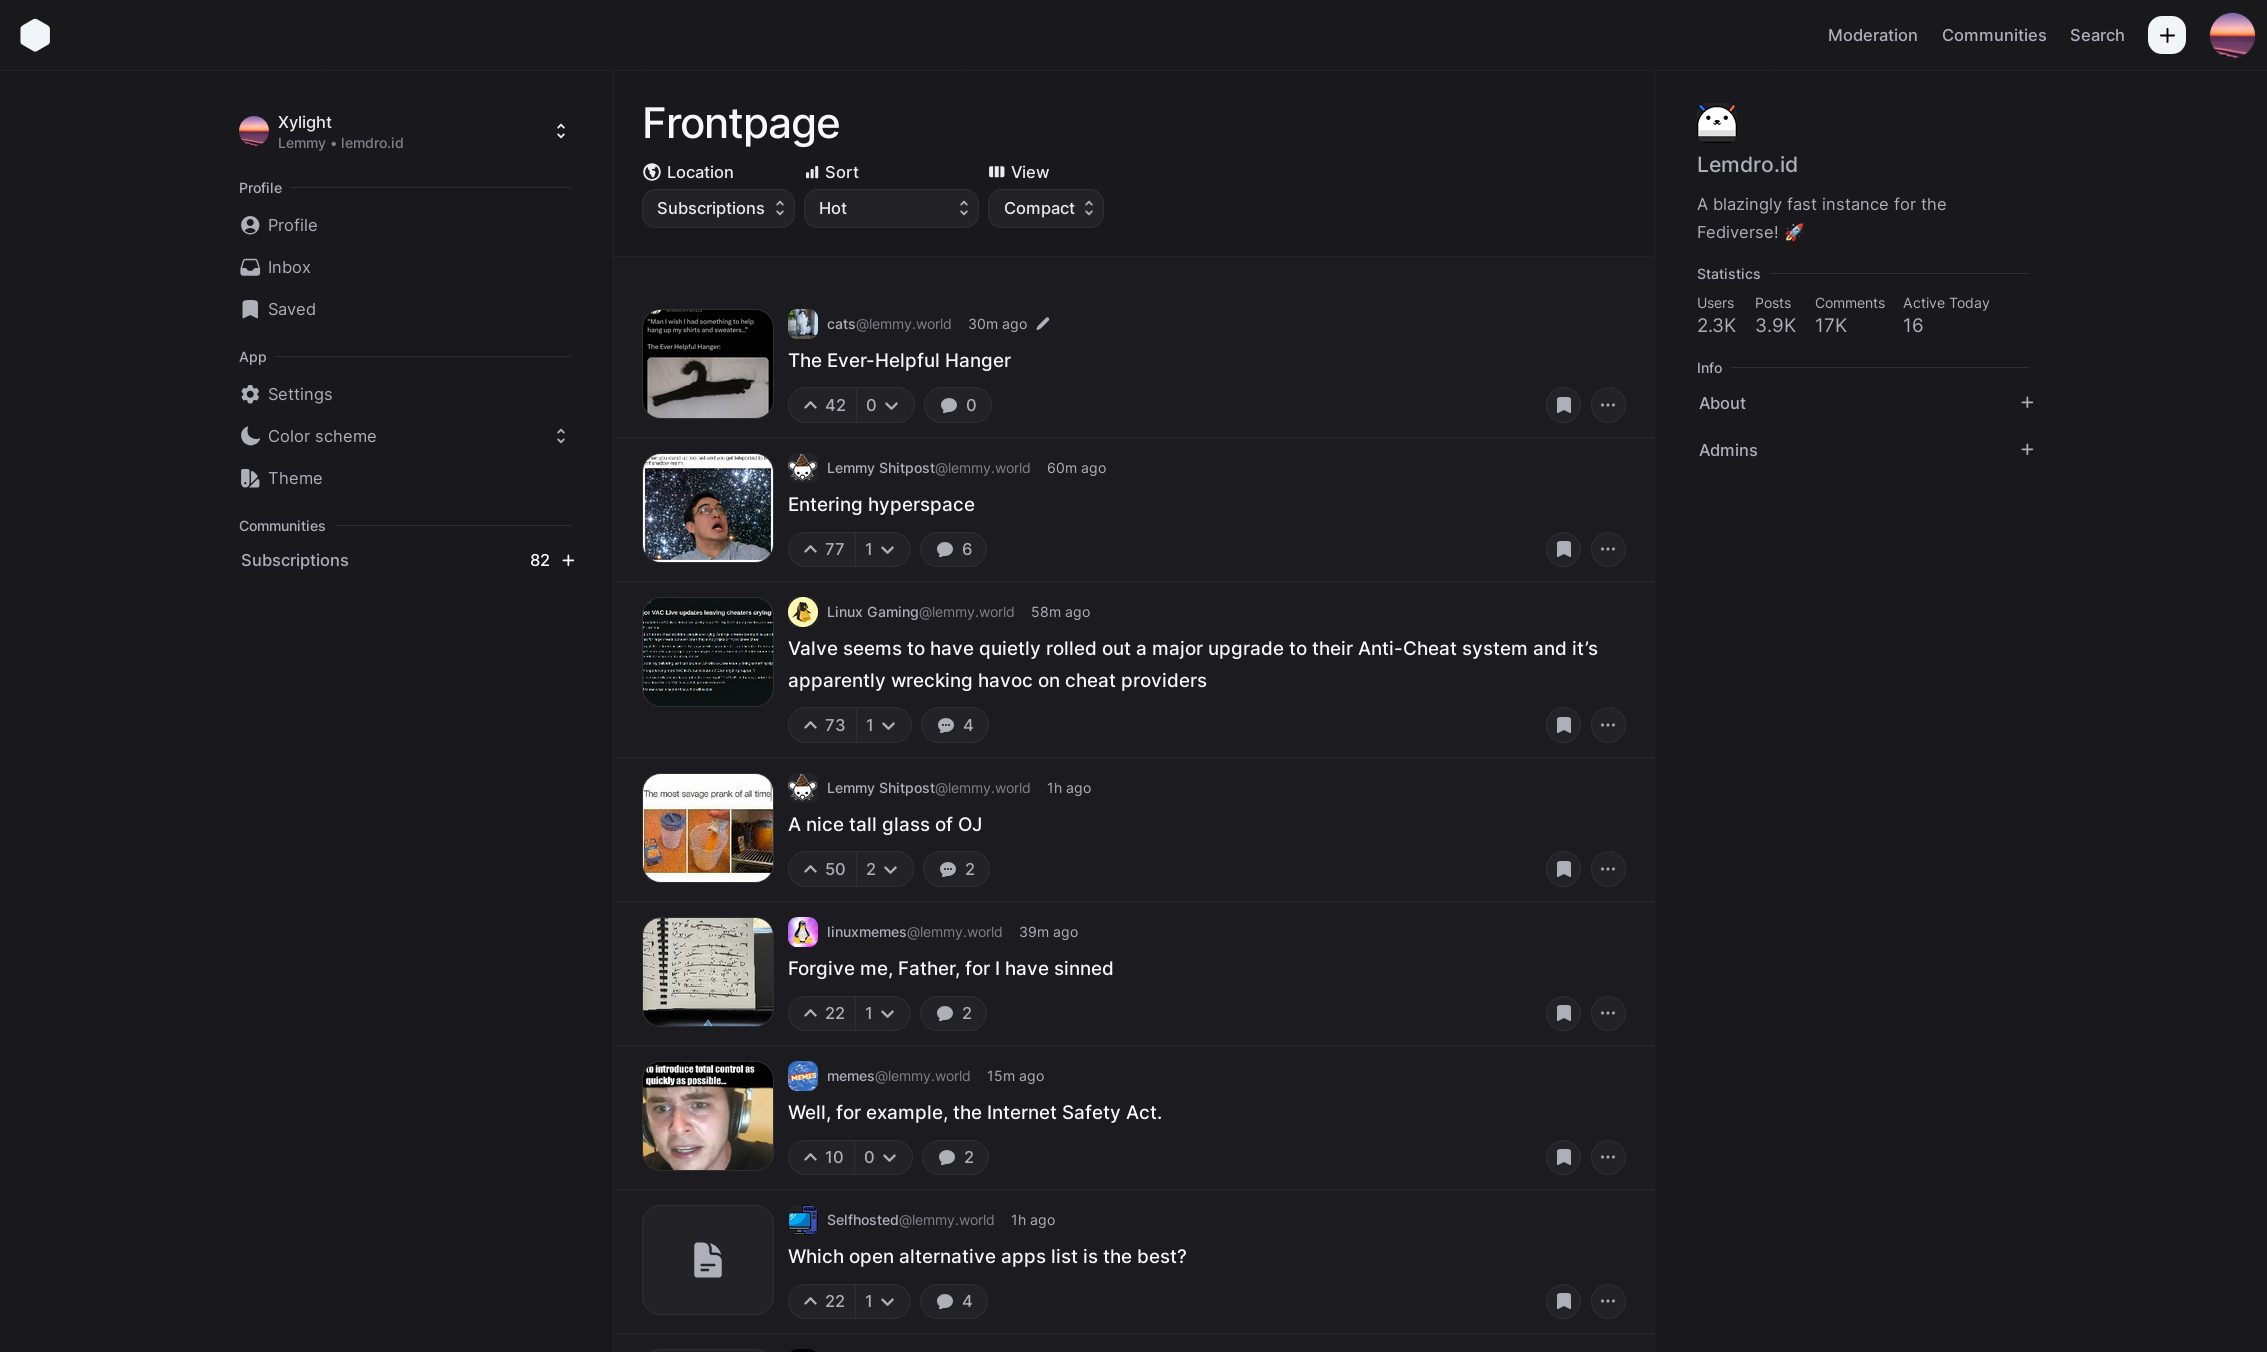 Moderation
Communities
Search
Xylight
Lemmy • lemdro.id
Profile
Profile
Inbox
Saved
App
Settings
Color scheme
Theme
Communities
Subscriptions 82
Frontpage
Location
Sort
View
Subscriptions
Hot
Compact
"Man I wish I had something to help
hang up my shirts and sweaters..."
The Ever Helpful Hanger:
cats@lemmy.world 30m ago
The Ever-Helpful Hanger
42 0 0
Lemmy Shitpost@lemmy.world 60m ago
Entering hyperspace
77 1 6
VAC Live updates leaving cheaters crying
Linux Gaming@lemmy.world 58m ago
Valve seems to have quietly rolled out a major upgrade to their Anti-Cheat system and it’s
apparently wrecking havoc on cheat providers
73 1 4
The most savage prank of all time
Lemmy Shitpost@lemmy.world 1h ago
A nice tall glass of OJ
50 2 2
linuxmemes@lemmy.world 39m ago
Forgive me, Father, for I have sinned
22 1 2
to introduce total control as
quickly as possible...
MEMES
memes@lemmy.world 15m ago
Well, for example, the Internet Safety Act.
10 0 2
Selfhosted@lemmy.world 1h ago
Which open alternative apps list is the best?
22 1 4
Lemdro.id
A blazingly fast instance for the
Fediverse! 🚀
Statistics
Users Posts Comments Active Today
2.3K 3.9K 17K 16
Info
About
Admins